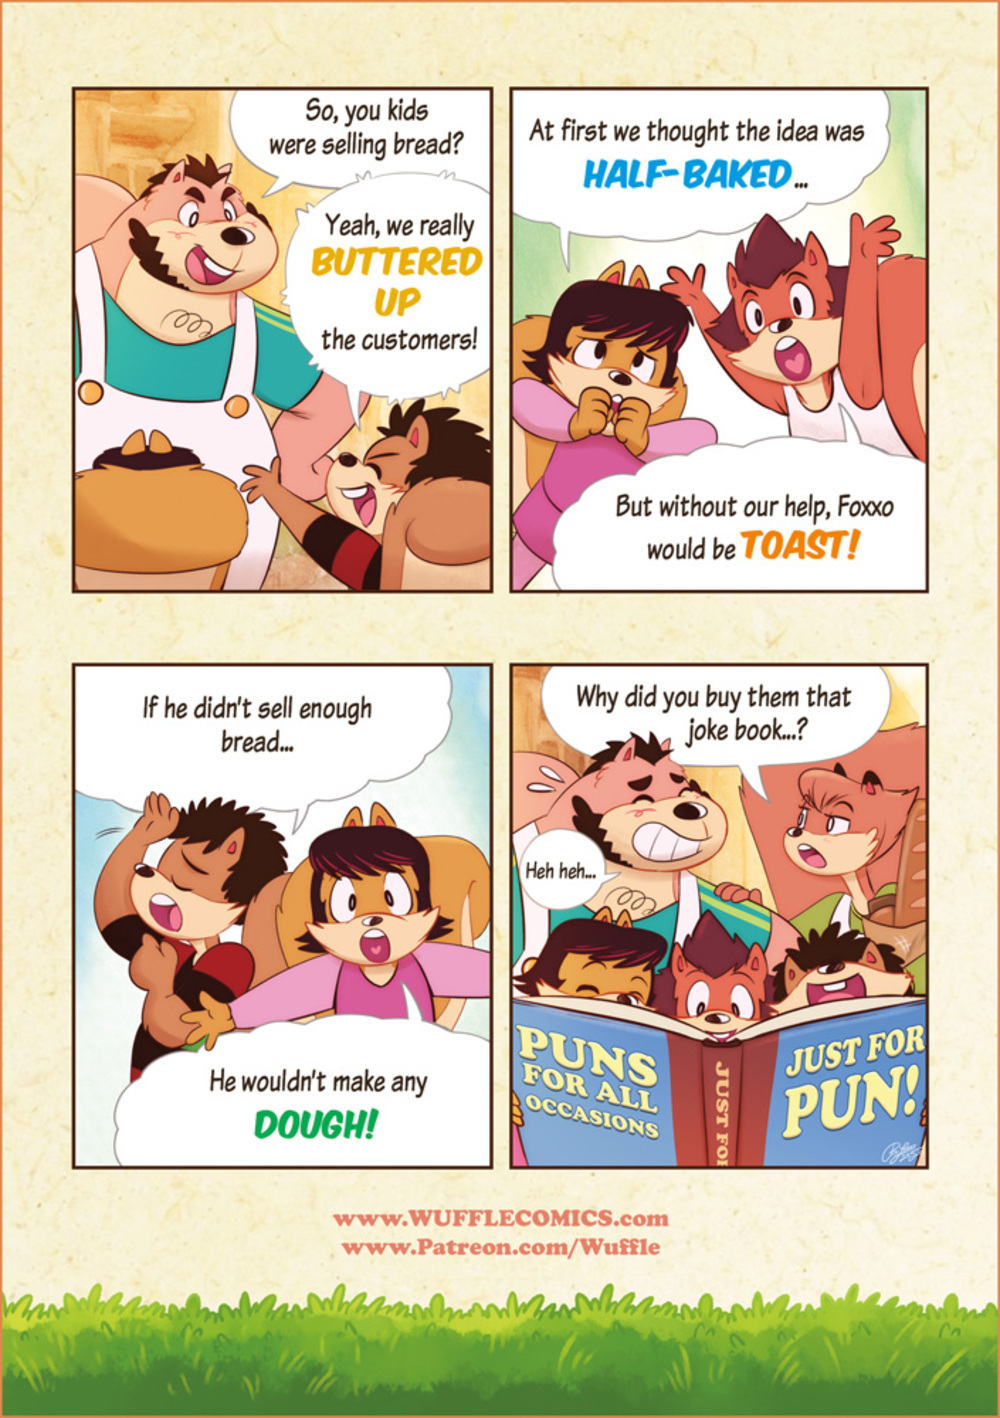 So, you kids
were selling bread?
Yeah, we really
BUTTERED
UP
the customers!
At first we thought the idea was
HALF-BAKED...
But without our help, Foxxo
would be TOAST!
If he didn't sell enough
bread...
He wouldn't make any
DOUGH!
Why did you buy them that
joke book...?
Heh heh...
PUNS
FOR ALL
OCCASIONS
JUST FO
JUST FOR
PUN!
www.WUFFLECOMICS.com
www.Patreon.com/Wuffle